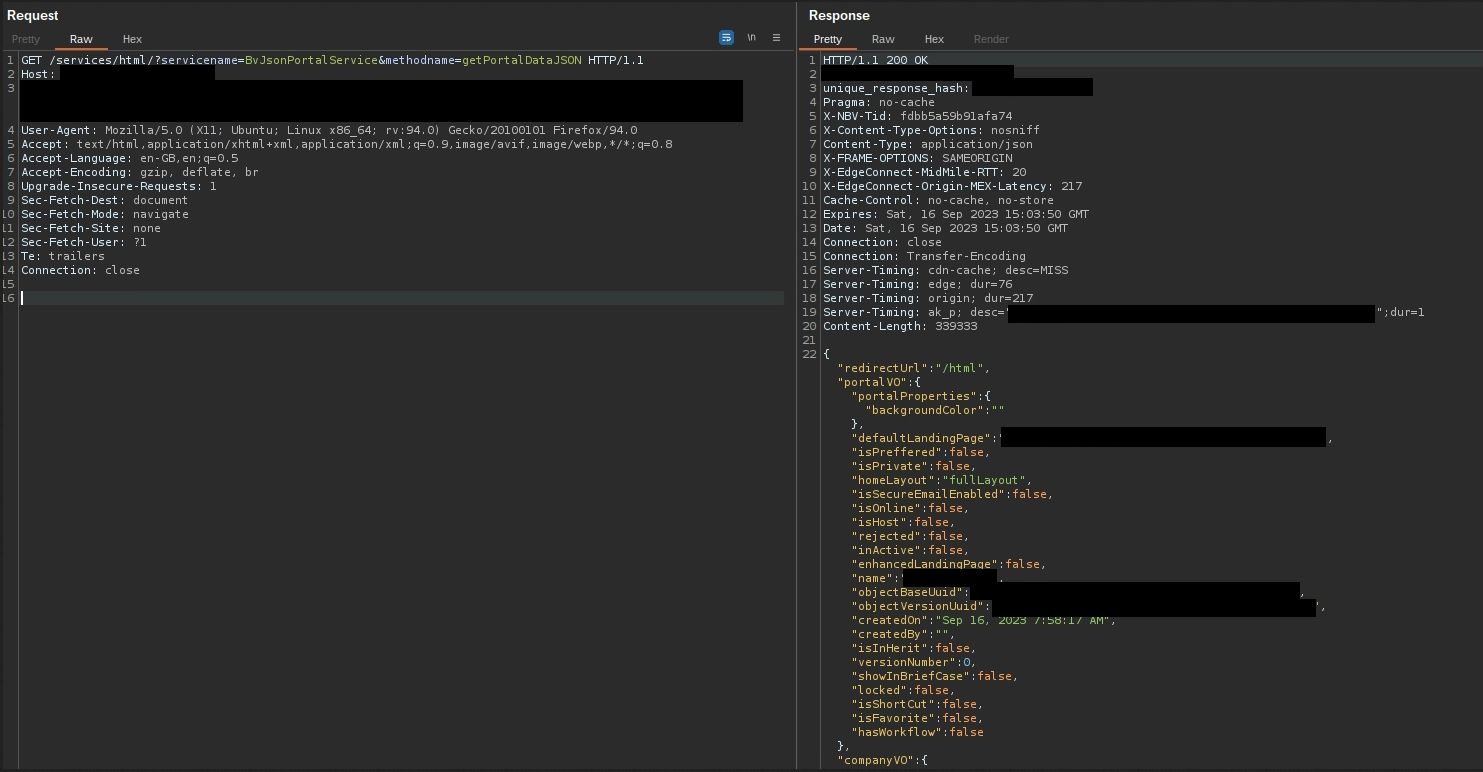 Request
Pretty Raw Hex
\n
1 GET /services/html/?servicename=BvJsonPortalService&methodname=getPortalDataJSON HTTP/1.1
2 Host:
3
4 User-Agent: Mozilla/5.0 (X11; Ubuntu; Linux x86_64; rv:94.0) Gecko/20100101 Firefox/94.0
5 Accept: text/html,application/xhtml+xml,application/xml;q=0.9,image/avif,image/webp,*/*;q=0.8
6 Accept-Language: en-GB,en;q=0.5
7 Accept-Encoding: gzip, deflate, br
8 Upgrade-Insecure-Requests: 1
9 Sec-Fetch-Dest: document
10 Sec-Fetch-Mode: navigate
11 Sec-Fetch-Site: none
12 Sec-Fetch-User: ?1
13 Te: trailers
14 Connection: close
15
16
Response
Pretty Raw Hex Render
1 HTTP/1.1 200 OK
2
3 unique_response_hash:
4 Pragma: no-cache
5 X-NBV-Tid: fdbb5a59b91afa74
6 X-Content-Type-Options: nosniff
7 Content-Type: application/json
8 X-FRAME-OPTIONS: SAMEORIGIN
9 X-EdgeConnect-MidMile-RTT: 20
10 X-EdgeConnect-Origin-MEX-Latency: 217
11 Cache-Control: no-cache, no-store
12 Expires: Sat, 16 Sep 2023 15:03:50 GMT
13 Date: Sat, 16 Sep 2023 15:03:50 GMT
14 Connection: close
15 Connection: Transfer-Encoding
16 Server-Timing: cdn-cache; desc=MISS
17 Server-Timing: edge; dur=76
18 Server-Timing: origin; dur=217
19 Server-Timing: ak_p; desc=" ";dur=1
20 Content-Length: 339333
21
22 {
"redirectUrl":"/html",
"portalVO":{
"portalProperties":{
"backgroundColor":""
},
"defaultLandingPage":" ,
"isPreffered":false,
"isPrivate":false,
"homeLayout":"fullLayout",
"isSecureEmailEnabled":false,
"isOnline":false,
"isHost":false,
"rejected":false,
"inActive":false,
"enhancedLandingPage":false,
"name":" ,
"objectBaseUuid": ,
"objectVersionUuid": ",
"createdOn":"Sep 16, 2023 7:58:17 AM",
"createdBy":"",
"isInHerit":false,
"versionNumber":0,
"showInBriefCase":false,
"locked":false,
"isShortCut":false,
"isFavorite":false,
"hasWorkflow":false
},
"companyVO":{